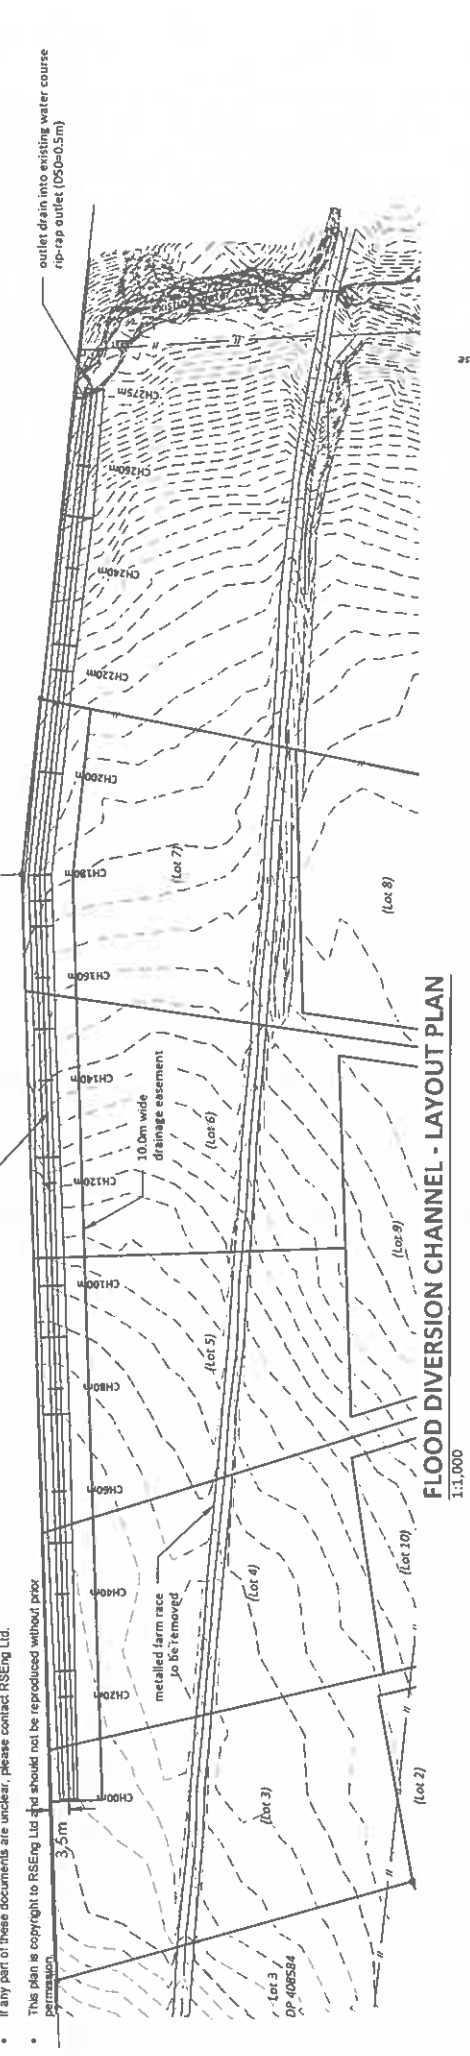 • If any part of these documents are unclear, please contact RSEng Ltd.
• This plan is copyright to RSEng Ltd and should not be reproduced without prior
permission.
outlet drain into existing water course
rip-rap outlet (D50=0.5m)
3.5m
CH00m
CH20m
CH40m
CH60m
CH80m
CH100m
CH120m
CH140m
CH160m
CH180m
CH200m
CH220m
CH240m
CH260m
CH275m
10.0m wide
drainage easement
metalled farm race
to be removed
(Lot 3)
(Lot 4)
(Lot 5)
(Lot 6)
(Lot 7)
(Lot 8)
(Lot 9)
(Lot 10)
(Lot 2)
Lot 3
DP 408584
FLOOD DIVERSION CHANNEL - LAYOUT PLAN
1:1,000